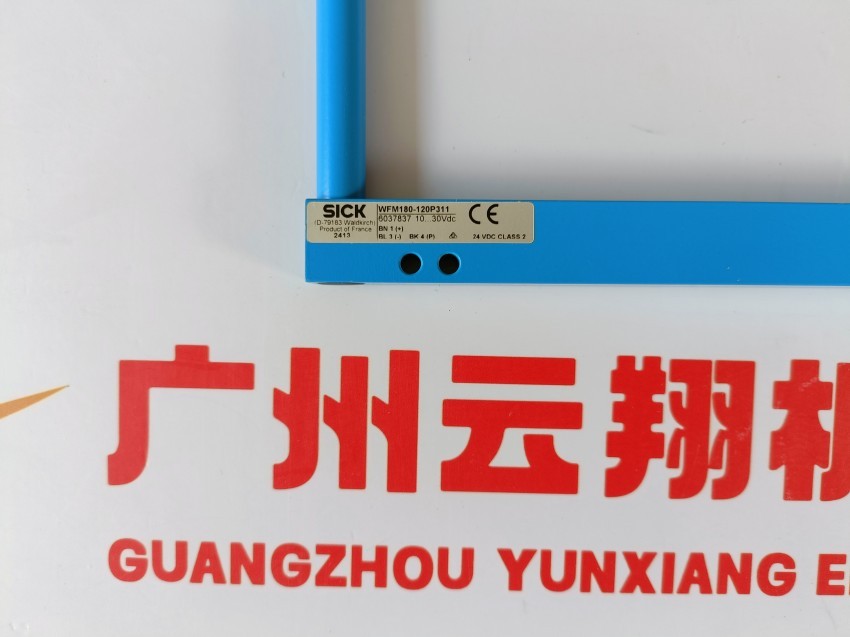 SICK
(D-79183 Waldkirch)
Product of France
2413
WFM180-120P311
6037837 10...30Vdc
BN 1 (+)
BL 3 (-) BK 4 (P)
CE
24 VDC CLASS 2
广州云翔机
GUANGZHOU YUNXIANG